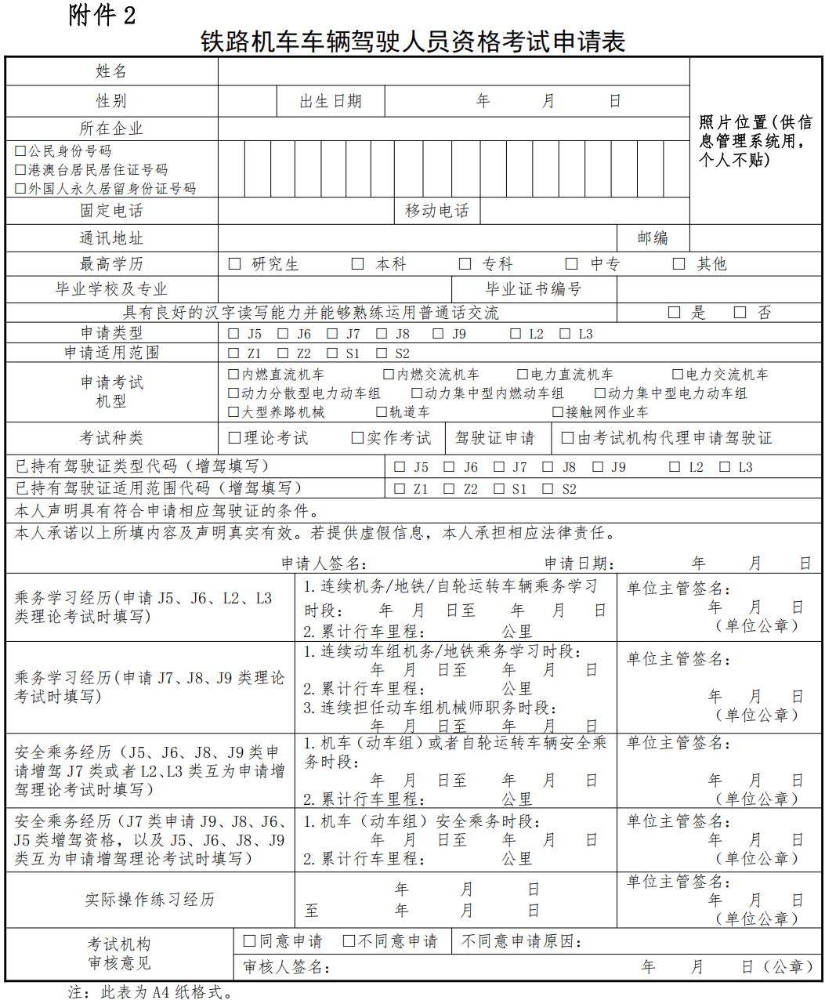 附件 2
铁路机车车辆驾驶人员资格考试申请表
姓名
照片位置(供信
息管理系统用,
个人不贴)
性别 出生日期 年 月 日
所在企业
□公民身份号码
□港澳台居民居住证号码
□外国人永久居留身份证号码
固定电话 移动电话
通讯地址 邮编
最高学历 □ 研究生 □ 本科 □ 专科 □ 中专 □ 其他
毕业学校及专业 毕业证书编号
具有良好的汉字读写能力并能够熟练运用普通话交流 □ 是 □ 否
申请类型 □ J5 □ J6 □ J7 □ J8 □ J9 □ L2 □ L3
申请适用范围 □ Z1 □ Z2 □ S1 □ S2
申请考试
机型
□内燃直流机车 □内燃交流机车 □电力直流机车 □电力交流机车
□动力分散型电力动车组 □动力集中型内燃动车组 □动力集中型电力动车组
□大型养路机械 □轨道车 □接触网作业车
考试种类 □理论考试 □实作考试 驾驶证申请 □由考试机构代理申请驾驶证
已持有驾驶证类型代码（增驾填写） □ J5 □ J6 □ J7 □ J8 □ J9 □ L2 □ L3
已持有驾驶证适用范围代码（增驾填写） □ Z1 □ Z2 □ S1 □ S2
本人声明具有符合申请相应驾驶证的条件。
本人承诺以上所填内容及声明真实有效。若提供虚假信息，本人承担相应法律责任。
申请人签名： 申请日期： 年 月 日
乘务学习经历(申请 J5、J6、L2、L3
类理论考试时填写)
1.连续机务/地铁/自轮运转车辆乘务学习
时段： 年 月 日至 年 月 日
2.累计行车里程： 公里
单位主管签名：
年 月 日
（单位公章）
乘务学习经历(申请 J7、J8、J9 类理论
考试时填写)
1.连续动车组机务/地铁乘务学习时段：
年 月 日至 年 月 日
2.累计行车里程： 公里
3.连续担任动车组机械师职务时段：
年 月 日至 年 月 日
单位主管签名：
年 月 日
（单位公章）
安全乘务经历（J5、J6、J8、J9 类申
请增驾 J7 类或者 L2、L3 类互为申请增
驾理论考试时填写）
1.机车（动车组）或者自轮运转车辆安全乘
务时段：
年 月 日至 年 月 日
2.累计行车里程： 公里
单位主管签名：
年 月 日
（单位公章）
安全乘务经历（J7 类申请 J9、J8、J6、
J5 类增驾资格，以及 J5、J6、J8、J9
类互为申请增驾理论考试时填写）
1.机车（动车组）安全乘务时段：
年 月 日至 年 月 日
2.累计行车里程： 公里
单位主管签名：
年 月 日
（单位公章）
实际操作练习经历
年 月 日
至 年 月 日
单位主管签名：
年 月 日
（单位公章）
考试机构
审核意见
□同意申请 □不同意申请 不同意申请原因：
审核人签名： 年 月 日（公章）
注：此表为 A4 纸格式。